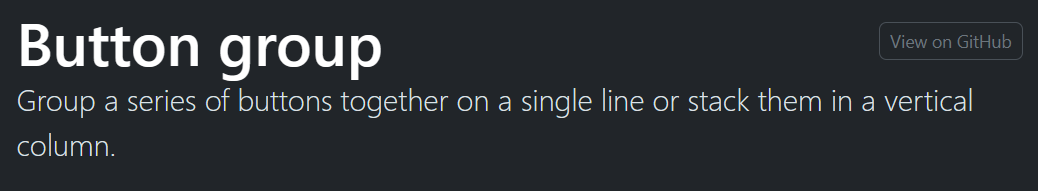 Button group
View on GitHub
Group a series of buttons together on a single line or stack them in a vertical
column.